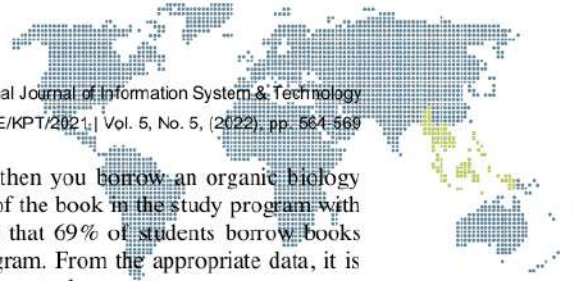 al Journal of Information System & Technology
E/KPT/2021 | Vol. 5, No. 5, (2022), pp. 564-569
then you borrow an organic biology
of the book in the study program with
that 69% of students borrow books
gram. From the appropriate data, it is